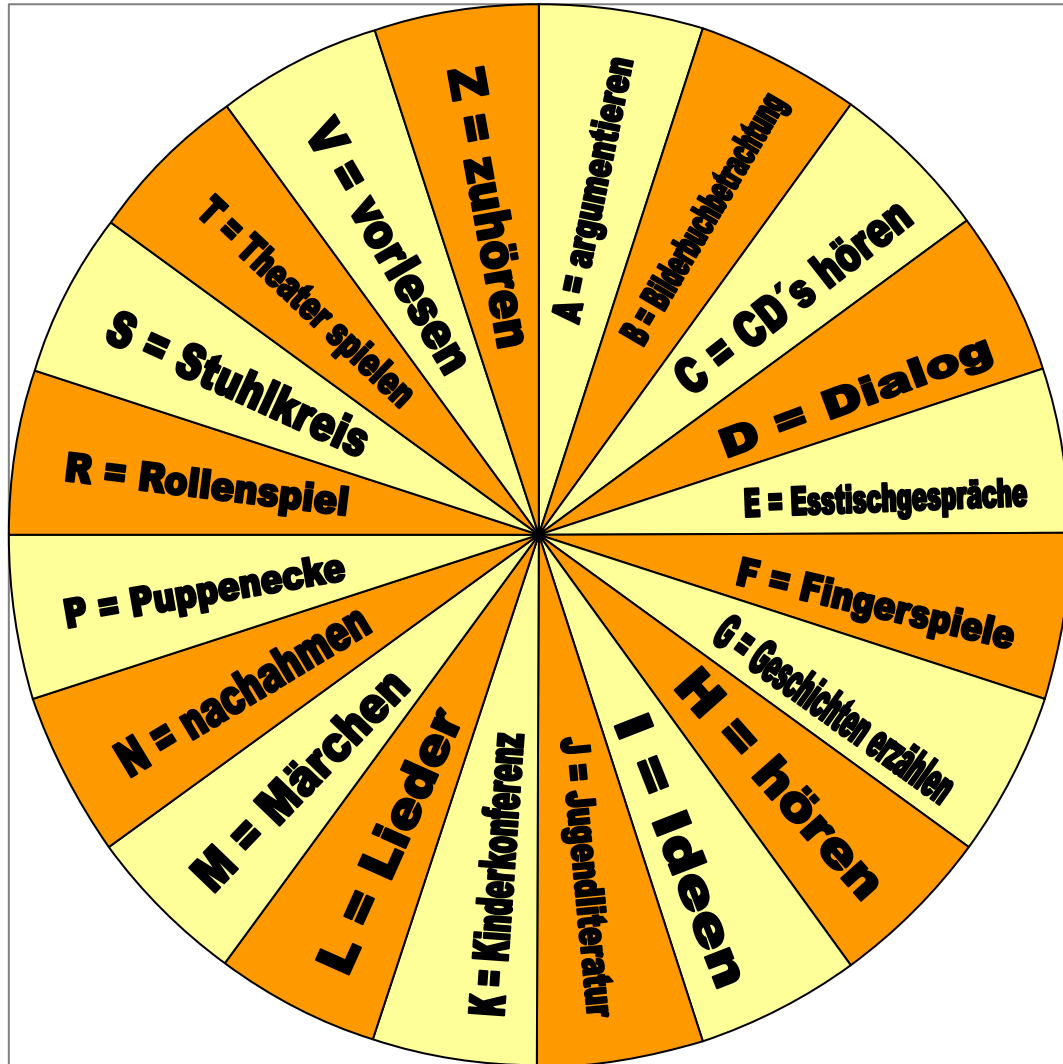 A = argumentieren
B = Bilderbuchbetrachtung
C = CD´s hören
D = Dialog
E = Esstischgespräche
F = Fingerspiele
G = Geschichten erzählen
H = hören
I = Ideen
J = Jugendliteratur
K = Kinderkonferenz
L = Lieder
M = Märchen
N = nachahmen
P = Puppenecke
R = Rollenspiel
S = Stuhlkreis
T = Theater spielen
V = vorlesen
Z = zuhören